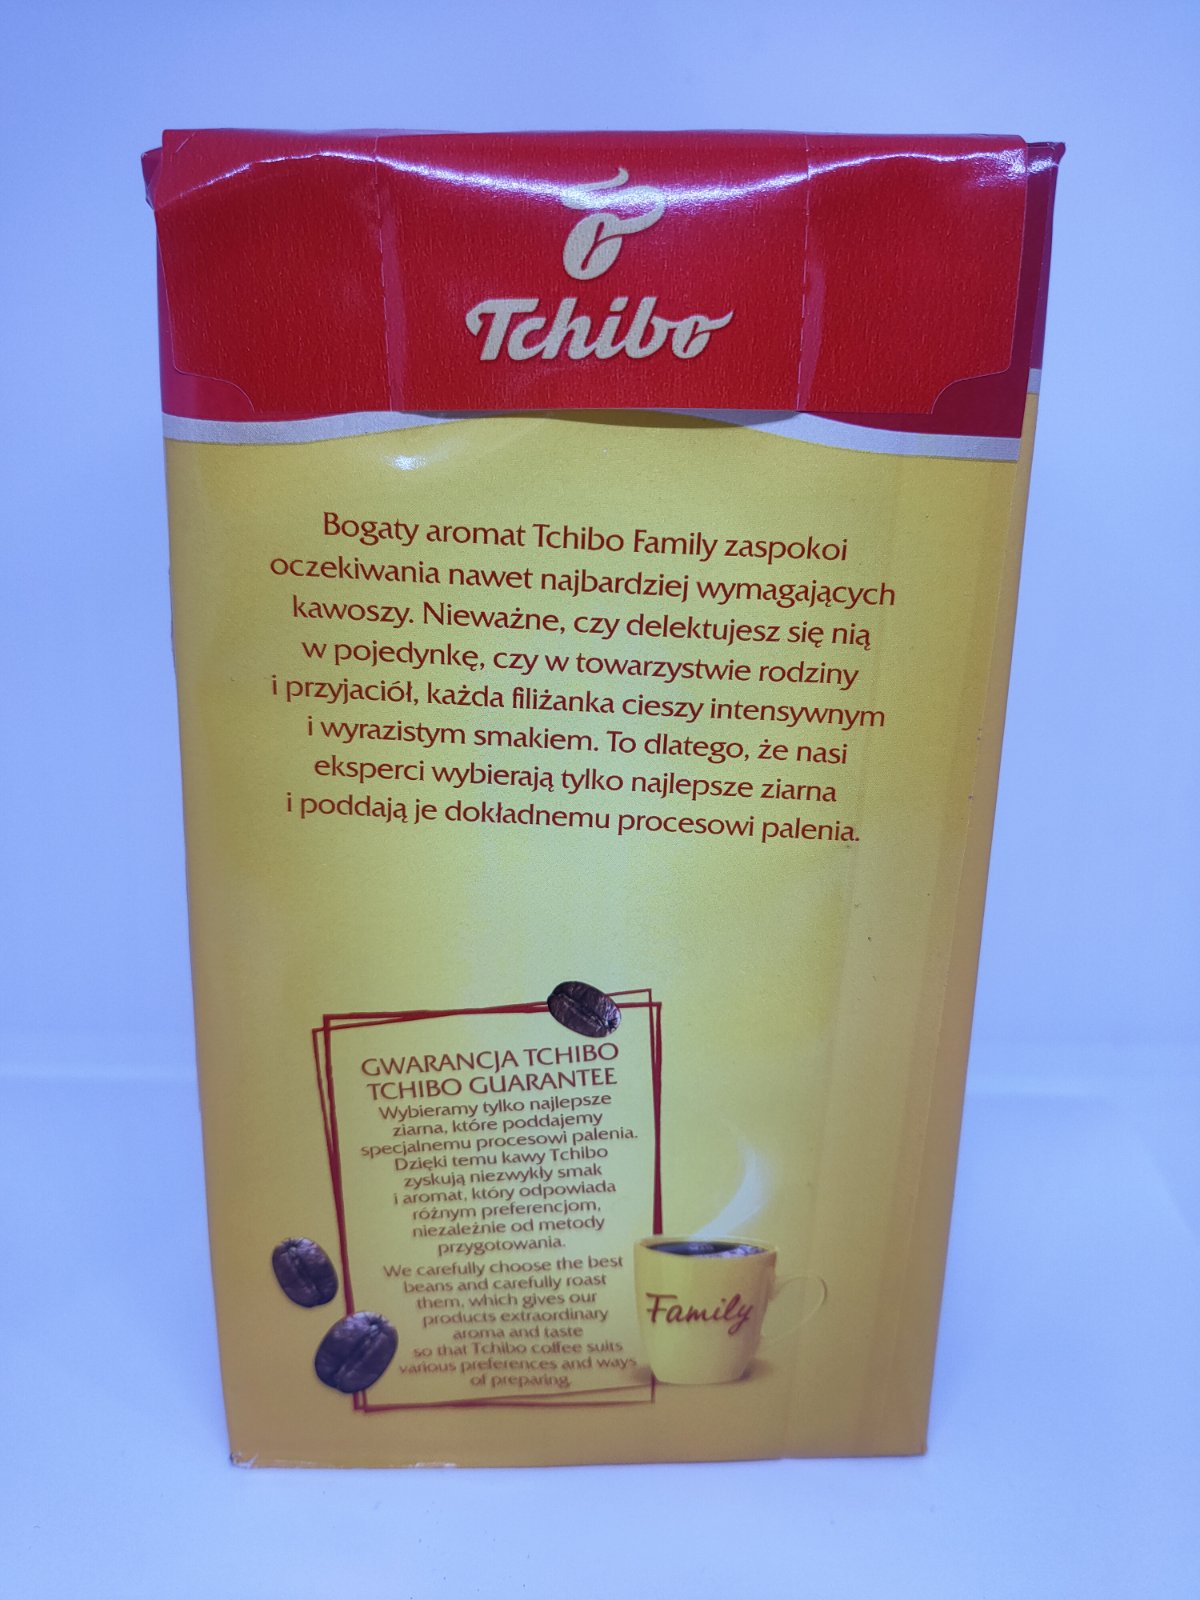 Tchibo
Bogaty aromat Tchibo Family zaspokoi
oczekiwania nawet najbardziej wymagających
kawoszy. Nieważne, czy delektujesz się nią
w pojedynkę, czy w towarzystwie rodziny
i przyjaciół, każda filiżanka cieszy intensywnym
i wyrazistym smakiem. To dlatego, że nasi
eksperci wybierają tylko najlepsze ziarna
i poddają je dokładnemu procesowi palenia.
GWARANCJA TCHIBO
TCHIBO GUARANTEE
Wybieramy tylko najlepsze
ziarna, które poddajemy
specjalnemu procesowi palenia.
Dzięki temu kawy Tchibo
zyskują niezwykły smak
i aromat, który odpowiada
różnym preferencjom,
niezależnie od metody
przygotowania.
We carefully choose the best
beans and carefully roast
them, which gives our
products extraordinary
aroma and taste
so that Tchibo coffee suits
various preferences and ways
of preparing.
Family